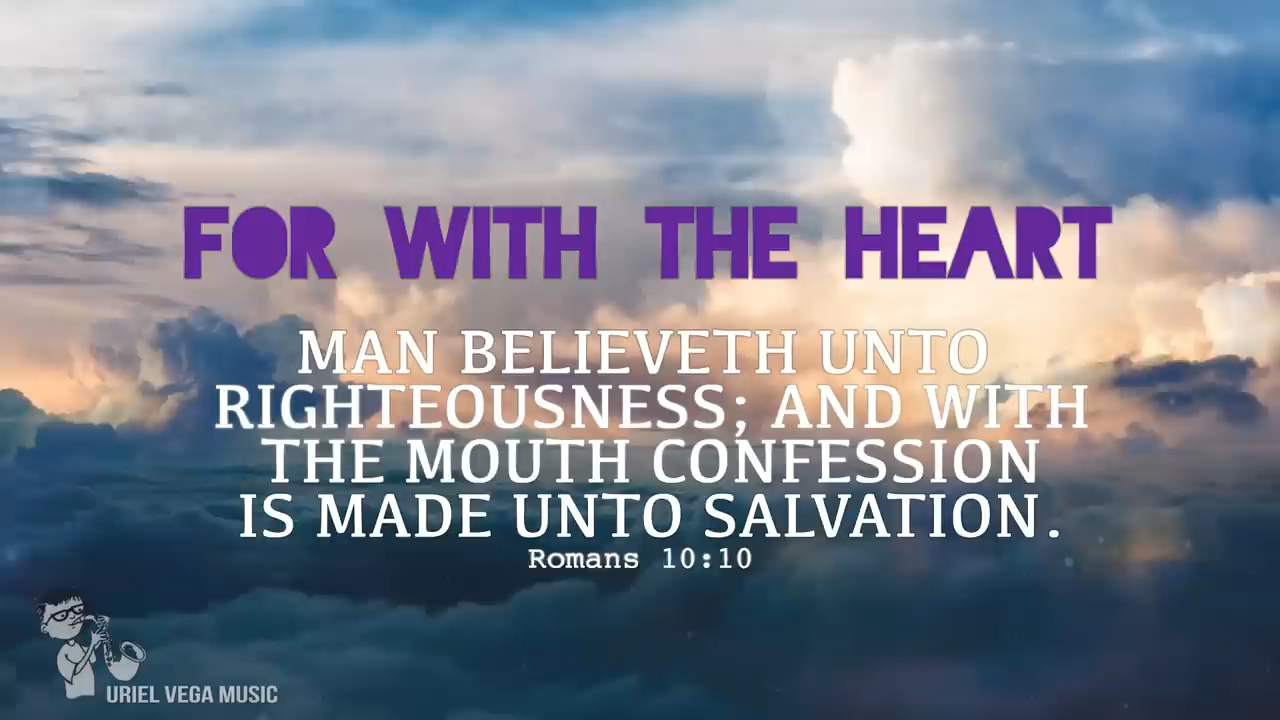 FOR WITH THE HEART
MAN BELIEVETH UNTO
RIGHTEOUSNESS; AND WITH
THE MOUTH CONFESSION
IS MADE UNTO SALVATION.
Romans 10:10
URIEL VEGA MUSIC